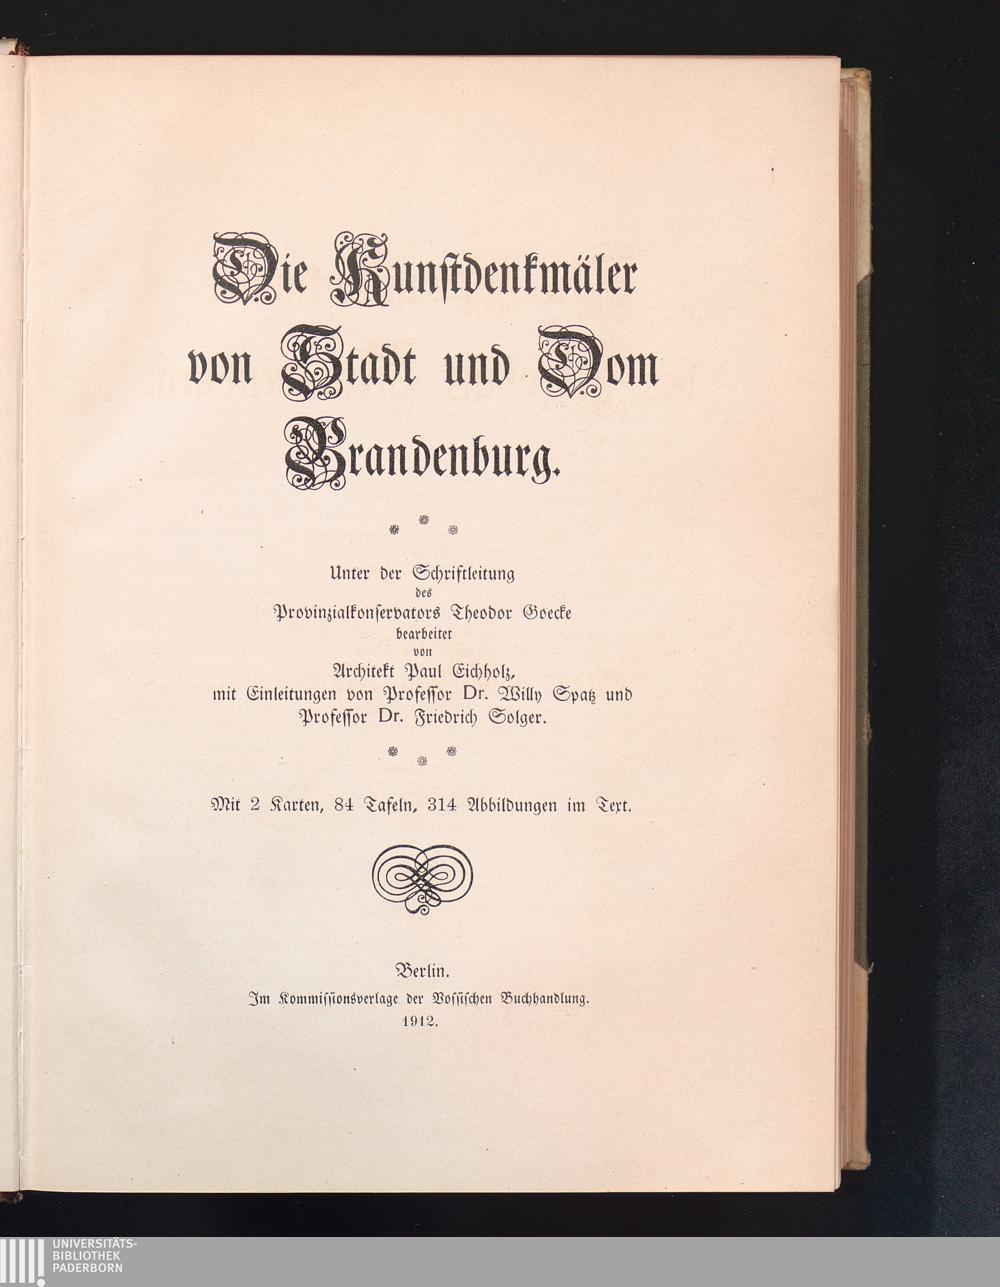 Die Kunstdenkmäler
von Stadt und Dom
Brandenburg.
Unter der Schriftleitung
des
Provinzialkonservators Theodor Goecke
bearbeitet
von
Architekt Paul Eichholz,
mit Einleitungen von Professor Dr. Willy Spatz und
Professor Dr. Friedrich Solger.
Mit 2 Karten, 84 Tafeln, 314 Abbildungen im Text.
Berlin.
Im Kommissionsverlage der Vossischen Buchhandlung.
1912.
UNIVERSITÄTS-
BIBLIOTHEK
PADERBORN